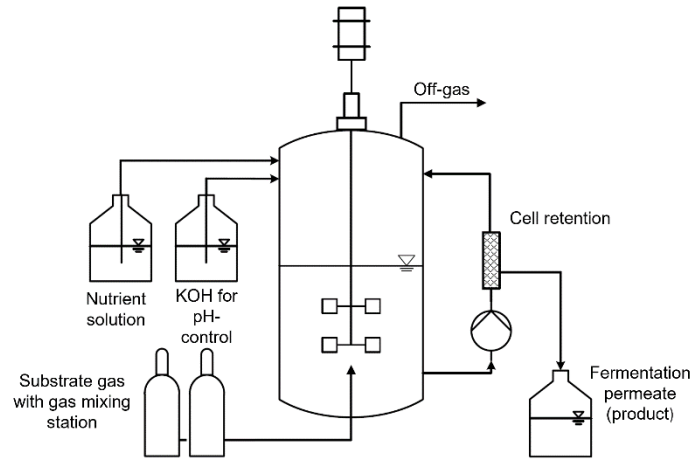 Off-gas
Cell retention
Nutrient
solution
KOH for
pH-
control
Substrate gas
with gas mixing
station
Fermentation
permeate
(product)